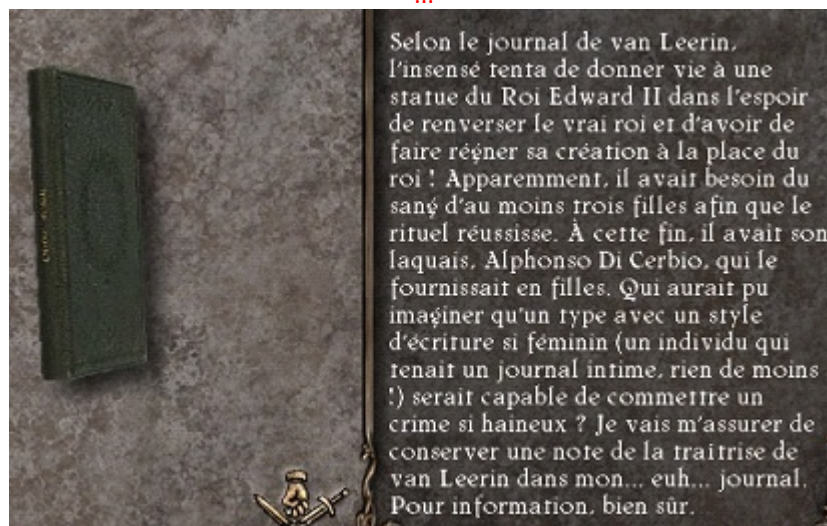 ...
Selon le journal de van Leerin,
l'insensé tenta de donner vie à une
statue du Roi Edward II dans l'espoir
de renverser le vrai roi et d'avoir de
faire régner sa création à la place du
roi ! Apparemment, il avait besoin du
sang d'au moins trois filles afin que le
rituel réussisse. À cette fin, il avait son
laquais, Alphonso Di Cerbio, qui le
fournissait en filles. Qui aurait pu
imaginer qu'un type avec un style
d'écriture si féminin (un individu qui
tenait un journal intime, rien de moins
!) serait capable de commettre un
crime si haineux ? Je vais m'assurer de
conserver une note de la traitrise de
van Leerin dans mon... euh... journal.
Pour information, bien sûr.